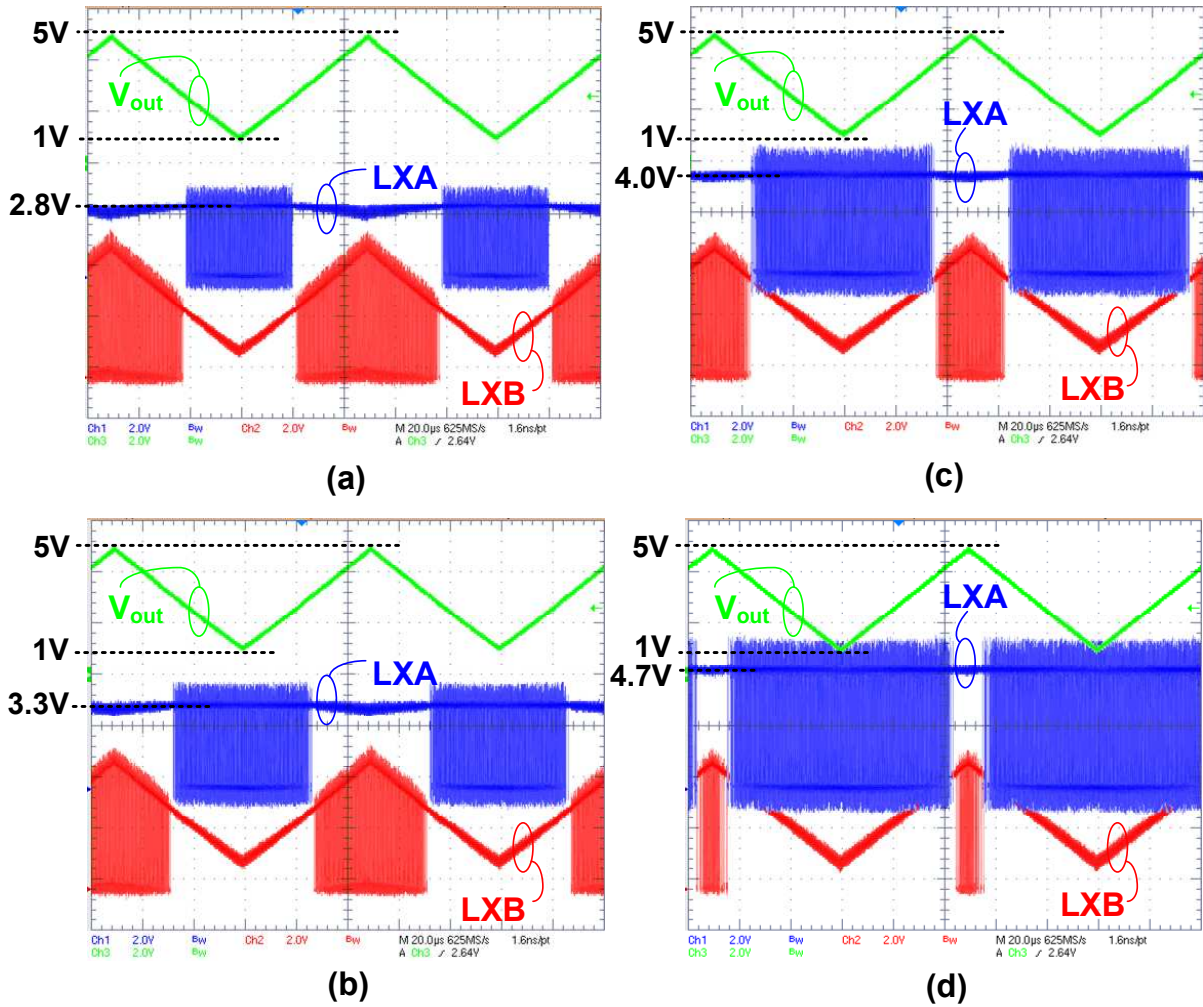 5V
Vout
1V
LXA
2.8V
LXB
Ch1 2.0V Bw Ch2 2.0V Bw M 20.0µs 625MS/s 1.6ns/pt
Ch3 2.0V Bw A Ch3 / 2.64V
(a)
5V
Vout
LXA
1V
4.0V
LXB
Ch1 2.0V Bw Ch2 2.0V Bw M 20.0µs 625MS/s 1.6ns/pt
Ch3 2.0V Bw A Ch3 / 2.64V
(c)
5V
Vout
1V
LXA
3.3V
LXB
Ch1 2.0V Bw Ch2 2.0V Bw M 20.0µs 625MS/s 1.6ns/pt
Ch3 2.0V Bw A Ch3 / 2.64V
(b)
5V
Vout
LXA
1V
4.7V
LXB
Ch1 2.0V Bw Ch2 2.0V Bw M 20.0µs 625MS/s 1.6ns/pt
Ch3 2.0V Bw A Ch3 / 2.64V
(d)